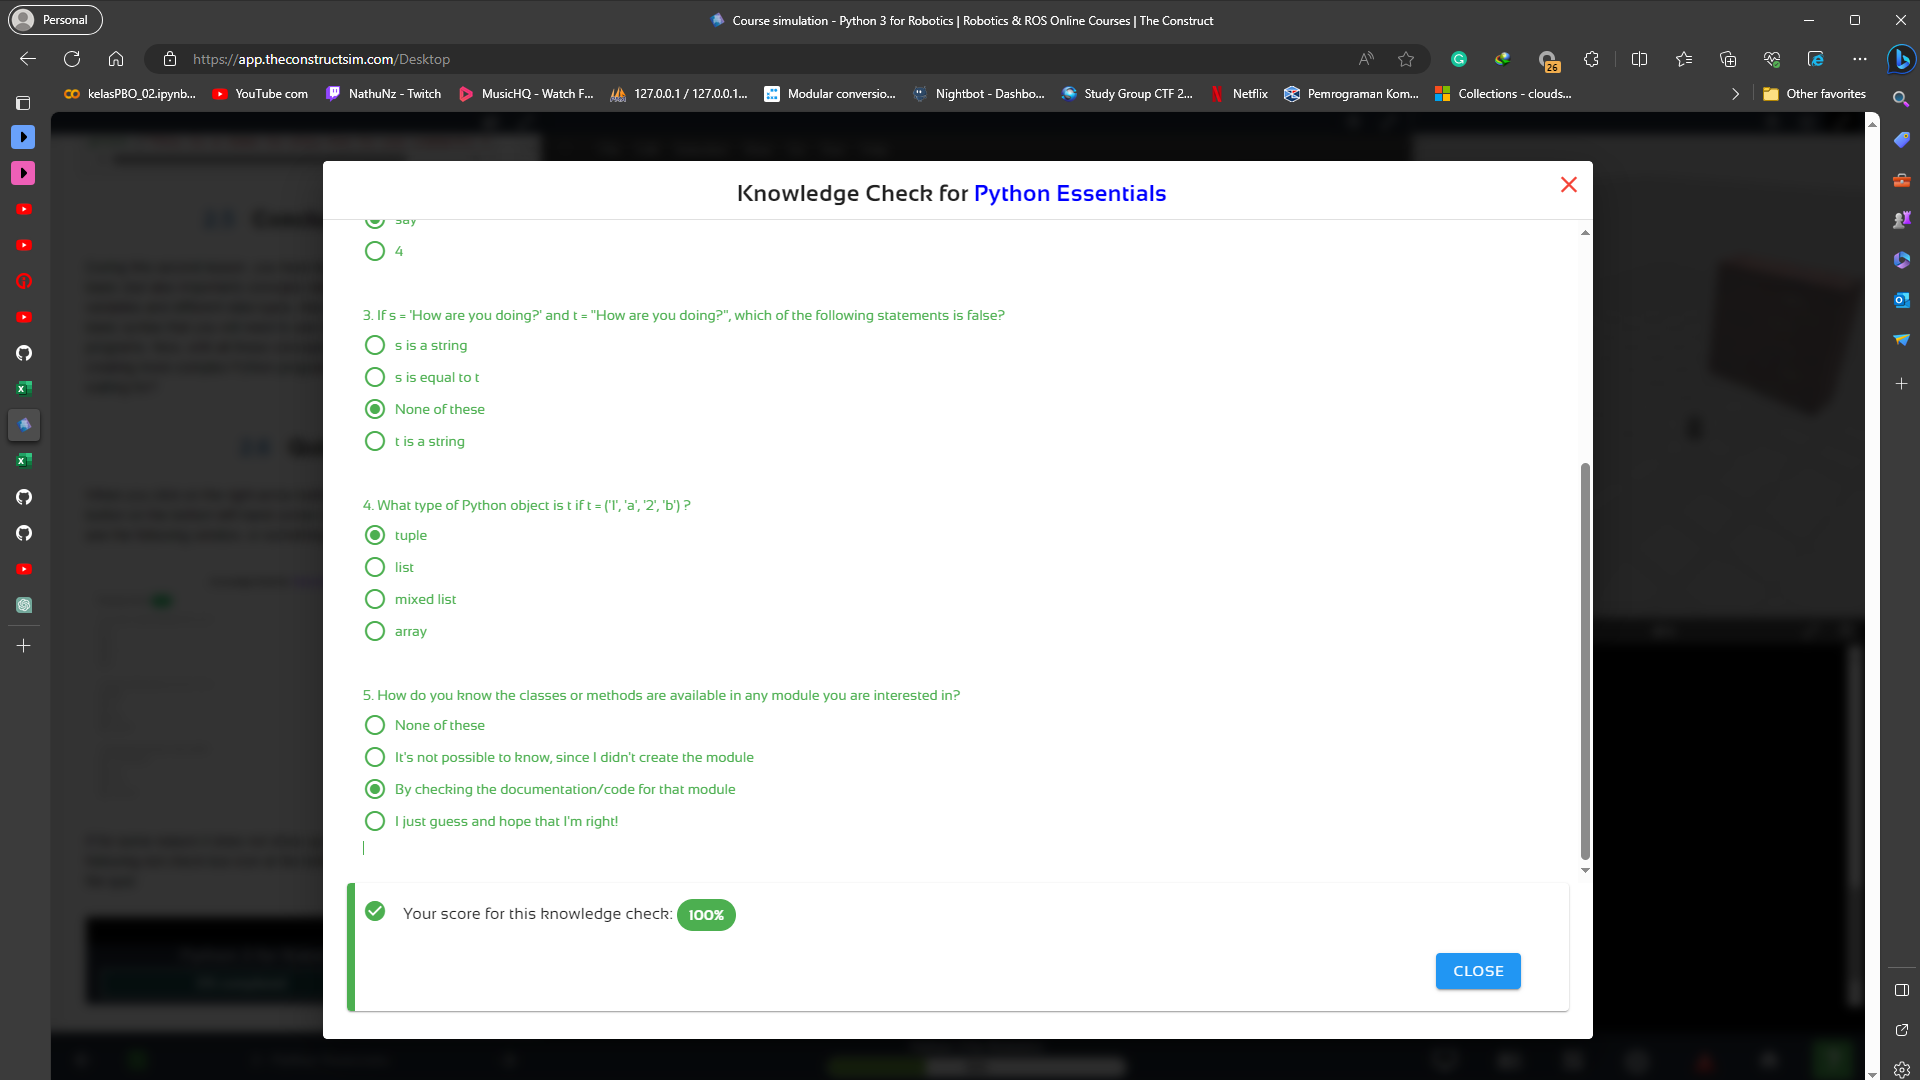 Personal
Course simulation - Python 3 for Robotics | Robotics & ROS Online Courses | The Construct
https://app.theconstructsim.com/Desktop
26
kelasPBO_02.ipynb...
YouTube com
NathuNz - Twitch
MusicHQ - Watch F...
127.0.0.1 / 127.0.0.1...
Modular conversio...
Nightbot - Dashbo...
Study Group CTF 2...
Netflix
Pemrograman Kom...
Collections - clouds...
Other favorites
Knowledge Check for Python Essentials
say
4
3. If s = 'How are you doing?' and t = "How are you doing?", which of the following statements is false?
s is a string
s is equal to t
None of these
t is a string
4. What type of Python object is t if t = ('1', 'a', '2', 'b') ?
tuple
list
mixed list
array
5. How do you know the classes or methods are available in any module you are interested in?
None of these
It's not possible to know, since I didn't create the module
By checking the documentation/code for that module
I just guess and hope that I'm right!
Your score for this knowledge check: 100%
CLOSE